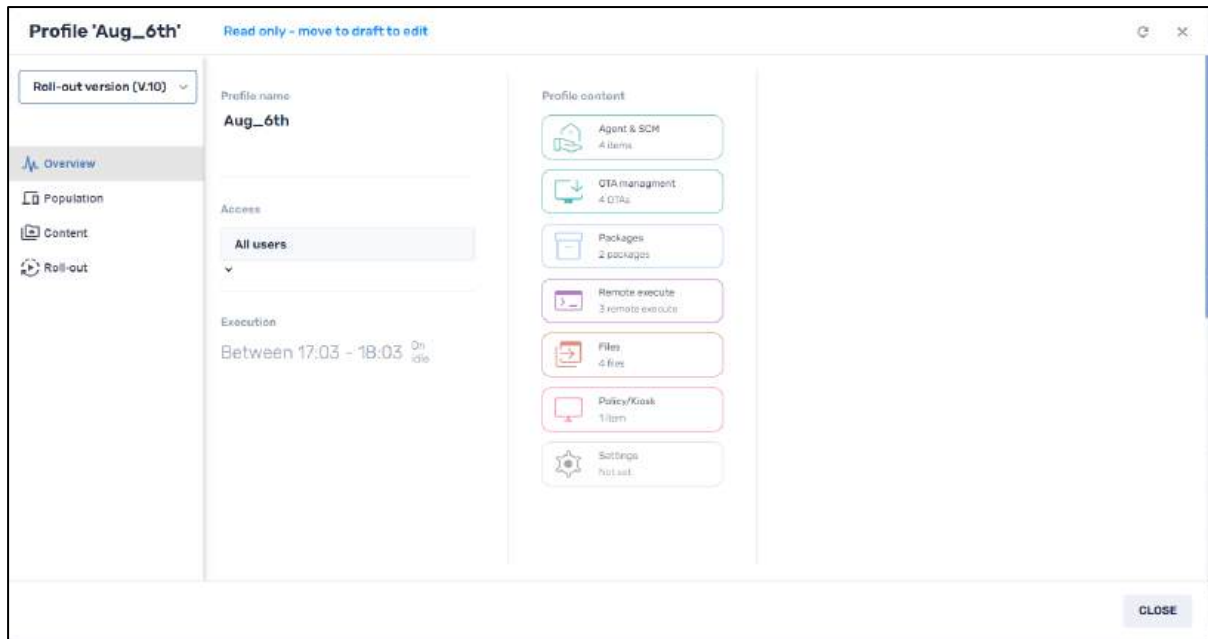 Profile 'Aug_6th'
Read only - move to draft to edit
Roll-out version (V.10)
Overview
Population
Content
Roll-out
Profile name
Aug_6th
Access
All users
Execution
Between 17:03 - 18:03 On idle
Profile content
Agent & SCM
4 items
OTA managment
4 OTAs
Packages
2 packages
Remote execute
3 remote execute
Files
4 files
Policy/Kiosk
1 item
Settings
Not set
CLOSE